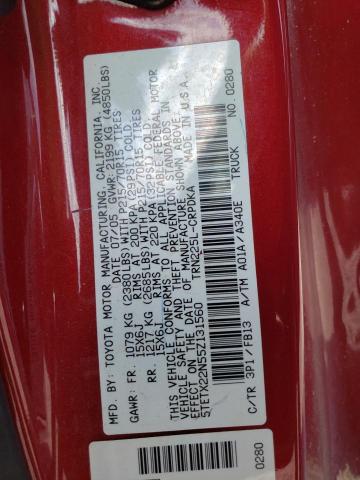 MFD. BY: TOYOTA MOTOR MANUFACTURING, CALIFORNIA, INC.
DATE: 07/05 GVWR: 2199 KG (4850LBS)
GAWR: FR. 1079 KG (2380LBS) WITH P215/70R15 TIRES
15X6J RIMS AT 200 KPA (29PSI) COLD.
RR. 1217 KG (2685LBS) WITH P215/70R15 TIRES
15X6J RIMS AT 220 KPA (32PSI) COLD.
THIS VEHICLE CONFORMS TO ALL APPLICABLE FEDERAL MOTOR
VEHICLE SAFETY AND THEFT PREVENTION STANDARDS IN
EFFECT ON THE DATE OF MANUFACTURE SHOWN ABOVE.
5TETX22N55Z131560 TRUCK MADE IN U.S.A.
TRN225L-CRPDKA
C/TR 3P1/FB13 A/TM A01A/A340E
NO. 0280
0280